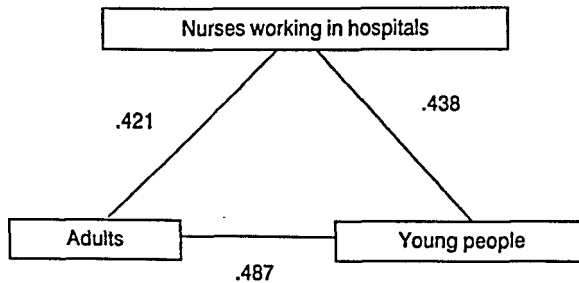 Nurses working in hospitals
.421
.438
Adults
Young people
.487